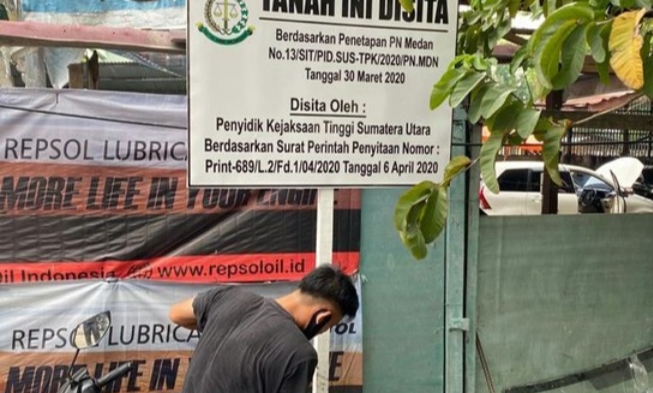 TANAH INI DISITA
Berdasarkan Penetapan PN Medan
No.13/SIT/PID.SUS-TPK/2020/PN.MDN
Tanggal 30 Maret 2020
Disita Oleh :
Penyidik Kejaksaan Tinggi Sumatera Utara
Berdasarkan Surat Perintah Penyitaan Nomor :
Print-689/L.2/Fd.1/04/2020 Tanggal 6 April 2020
REPSOL LUBRICA
MORE LIFE IN YOUR ENGINE
Oil Indonesia www.repsoloil.id
REPSOL LUBRICA OIL
MORE LIFE IN